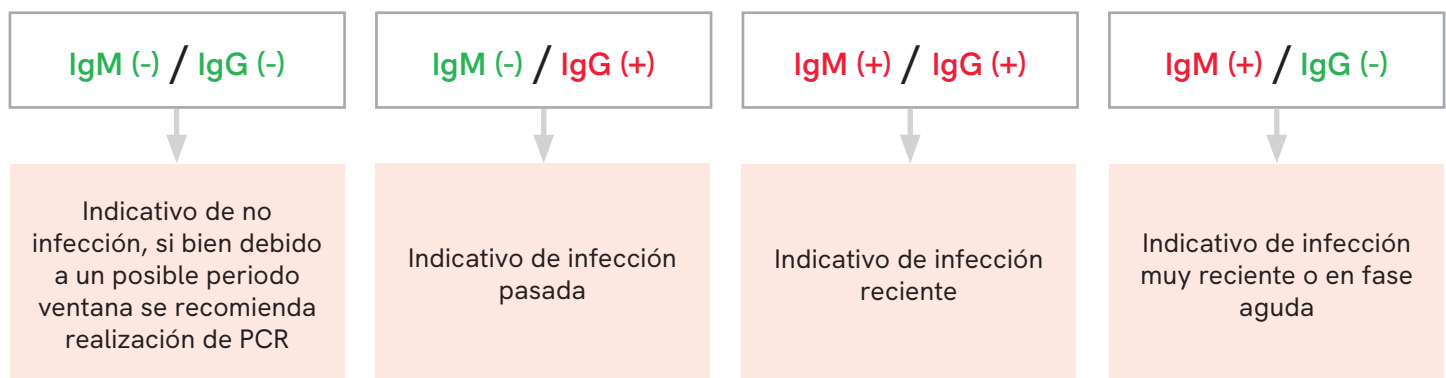 IgM (-) / IgG (-)
Indicativo de no
infección, si bien debido
a un posible periodo
ventana se recomienda
realización de PCR
IgM (-) / IgG (+)
Indicativo de infección
pasada
IgM (+) / IgG (+)
Indicativo de infección
reciente
IgM (+) / IgG (-)
Indicativo de infección
muy reciente o en fase
aguda